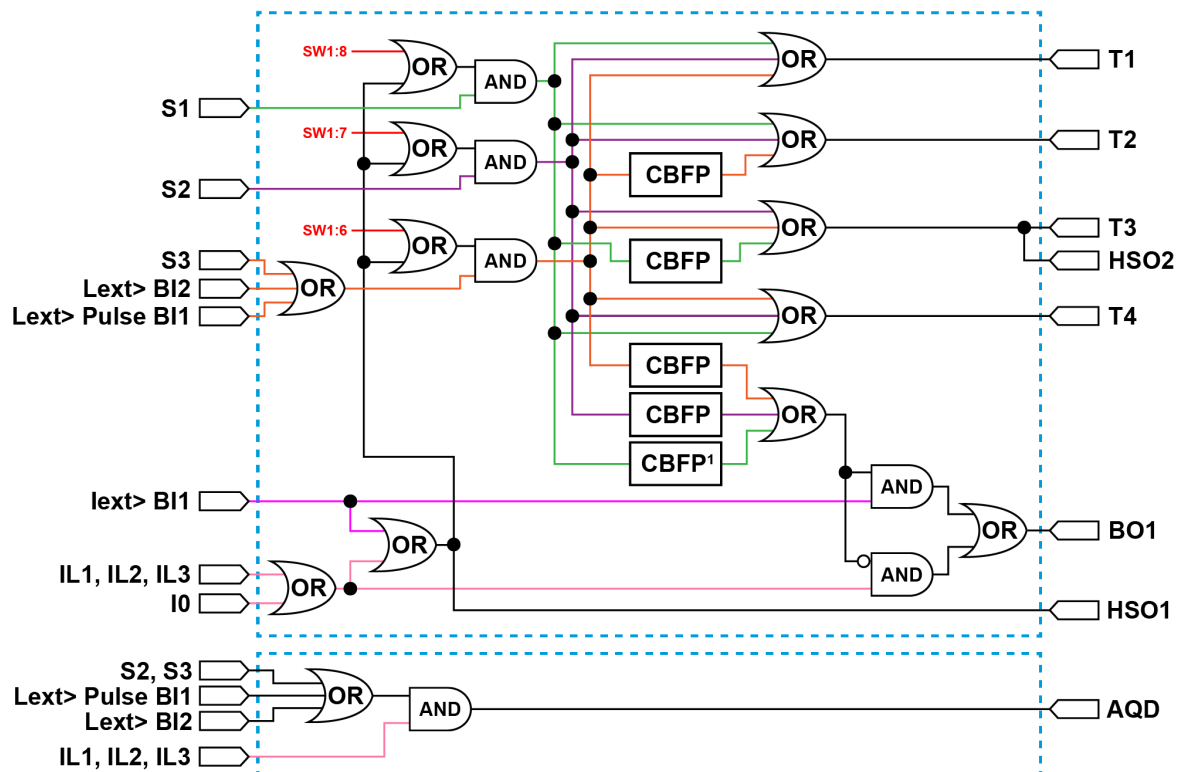 SW1:8
OR
AND
OR
T1
S1
SW1:7
OR
AND
OR
T2
CBFP
S2
SW1:6
OR
AND
OR
T3
S3
CBFP
HSO2
Lext> BI2
OR
Lext> Pulse BI1
OR
T4
CBFP
CBFP
OR
CBFP¹
Iext> BI1
AND
OR
OR
BO1
IL1, IL2, IL3
OR
AND
I0
HSO1
S2, S3
Lext> Pulse BI1
OR
AND
AQD
Lext> BI2
IL1, IL2, IL3